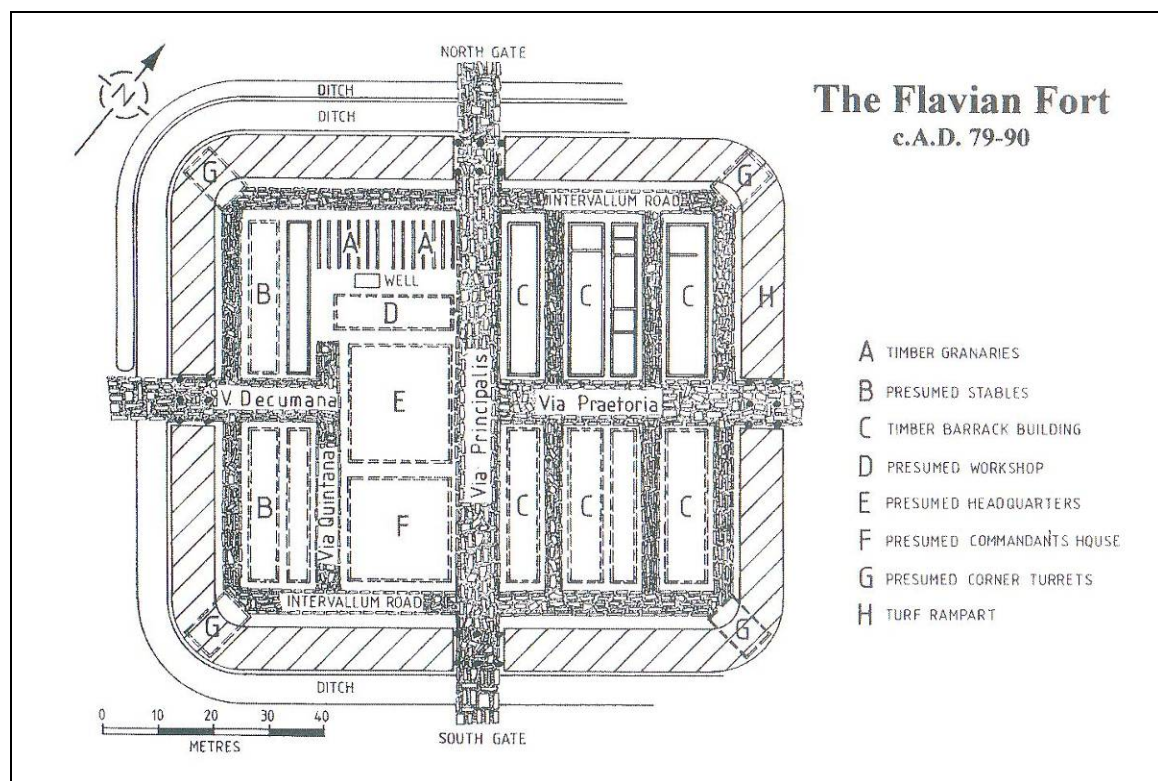 NORTH GATE
N
DITCH
DITCH
The Flavian Fort
c.A.D. 79-90
G
G
INTERVALLUM ROAD
A
A
WELL
B
C
C
C
D
H
Via Principalis
V. Decumana
E
Via Praetoria
A TIMBER GRANARIES
B PRESUMED STABLES
C TIMBER BARRACK BUILDING
D PRESUMED WORKSHOP
E PRESUMED HEADQUARTERS
F PRESUMED COMMANDANTS HOUSE
G PRESUMED CORNER TURRETS
H TURF RAMPART
Via Quintana
B
F
C
C
C
INTERVALLUM ROAD
G
G
DITCH
0 10 20 30 40
METRES
SOUTH GATE